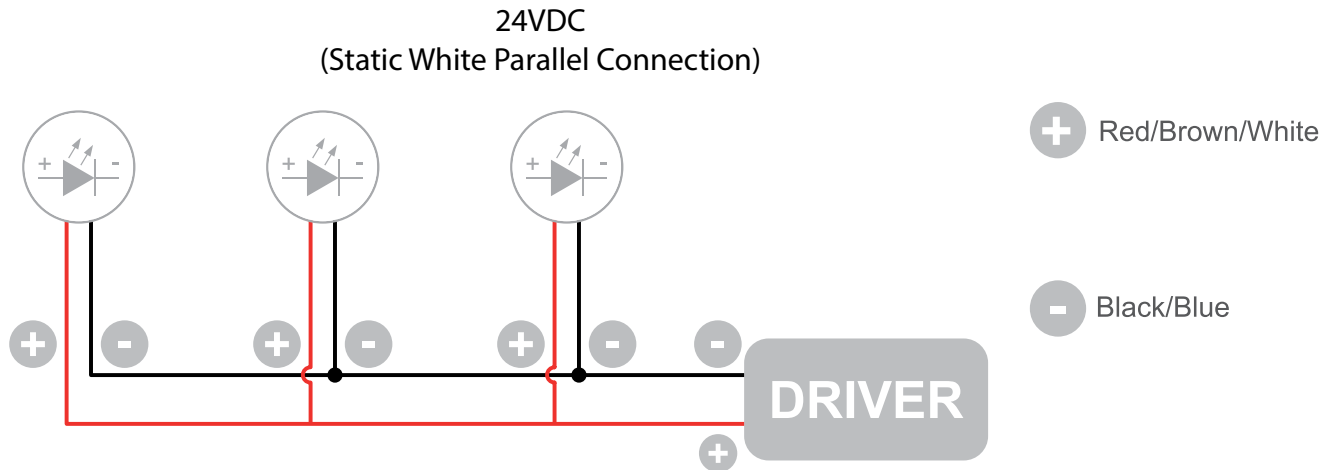 24VDC
(Static White Parallel Connection)
+ -
+ -
+ -
+ Red/Brown/White
- Black/Blue
+ -
+ -
+ -
-
DRIVER
+